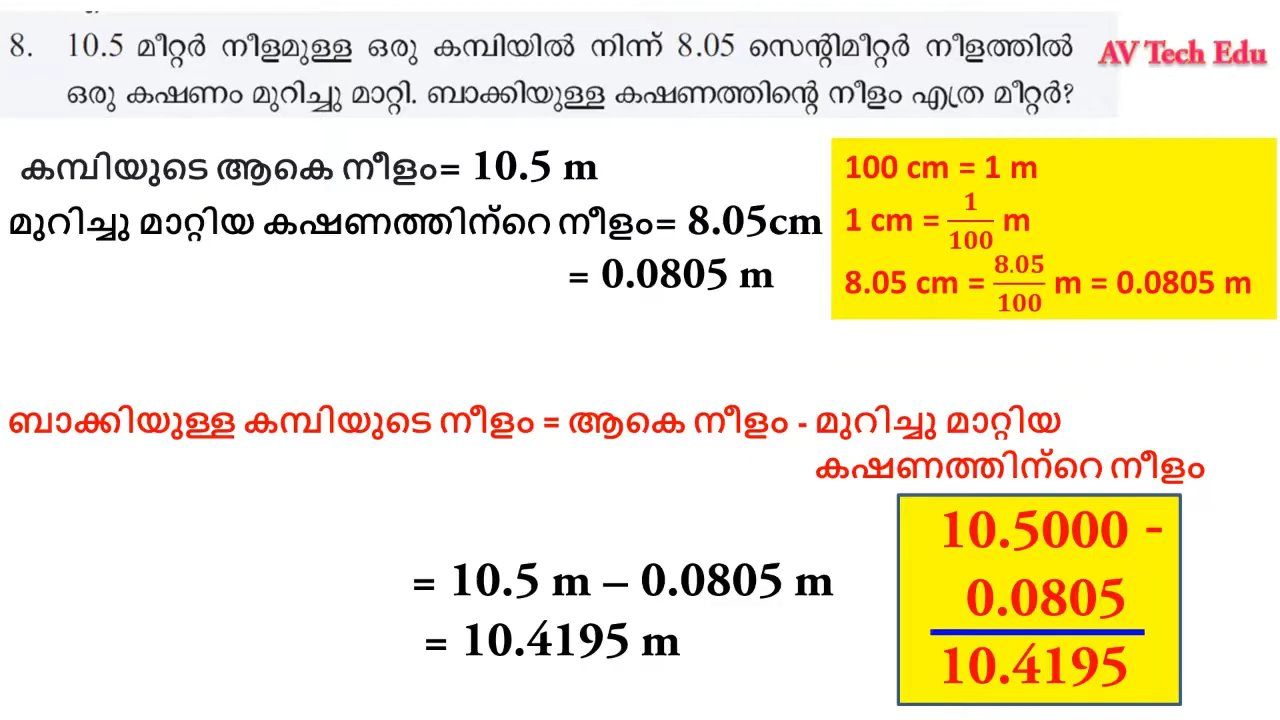 8. 10.5 മീറ്റർ നീളമുള്ള ഒരു കമ്പിയിൽ നിന്ന് 8.05 സെന്റിമീറ്റർ നീളത്തിൽ
ഒരു കഷണം മുറിച്ചു മാറ്റി. ബാക്കിയുള്ള കഷണത്തിന്റെ നീളം എത്ര മീറ്റർ?
AV Tech Edu
കമ്പിയുടെ ആകെ നീളം= 10.5 m
മുറിച്ചു മാറ്റിയ കഷണത്തിന്റെ നീളം= 8.05cm
= 0.0805 m
100 cm = 1 m
1 cm = 1/100 m
8.05 cm = 8.05/100 m = 0.0805 m
ബാക്കിയുള്ള കമ്പിയുടെ നീളം = ആകെ നീളം - മുറിച്ചു മാറ്റിയ
കഷണത്തിന്റെ നീളം
= 10.5 m – 0.0805 m
= 10.4195 m
10.5000 -
0.0805
10.4195